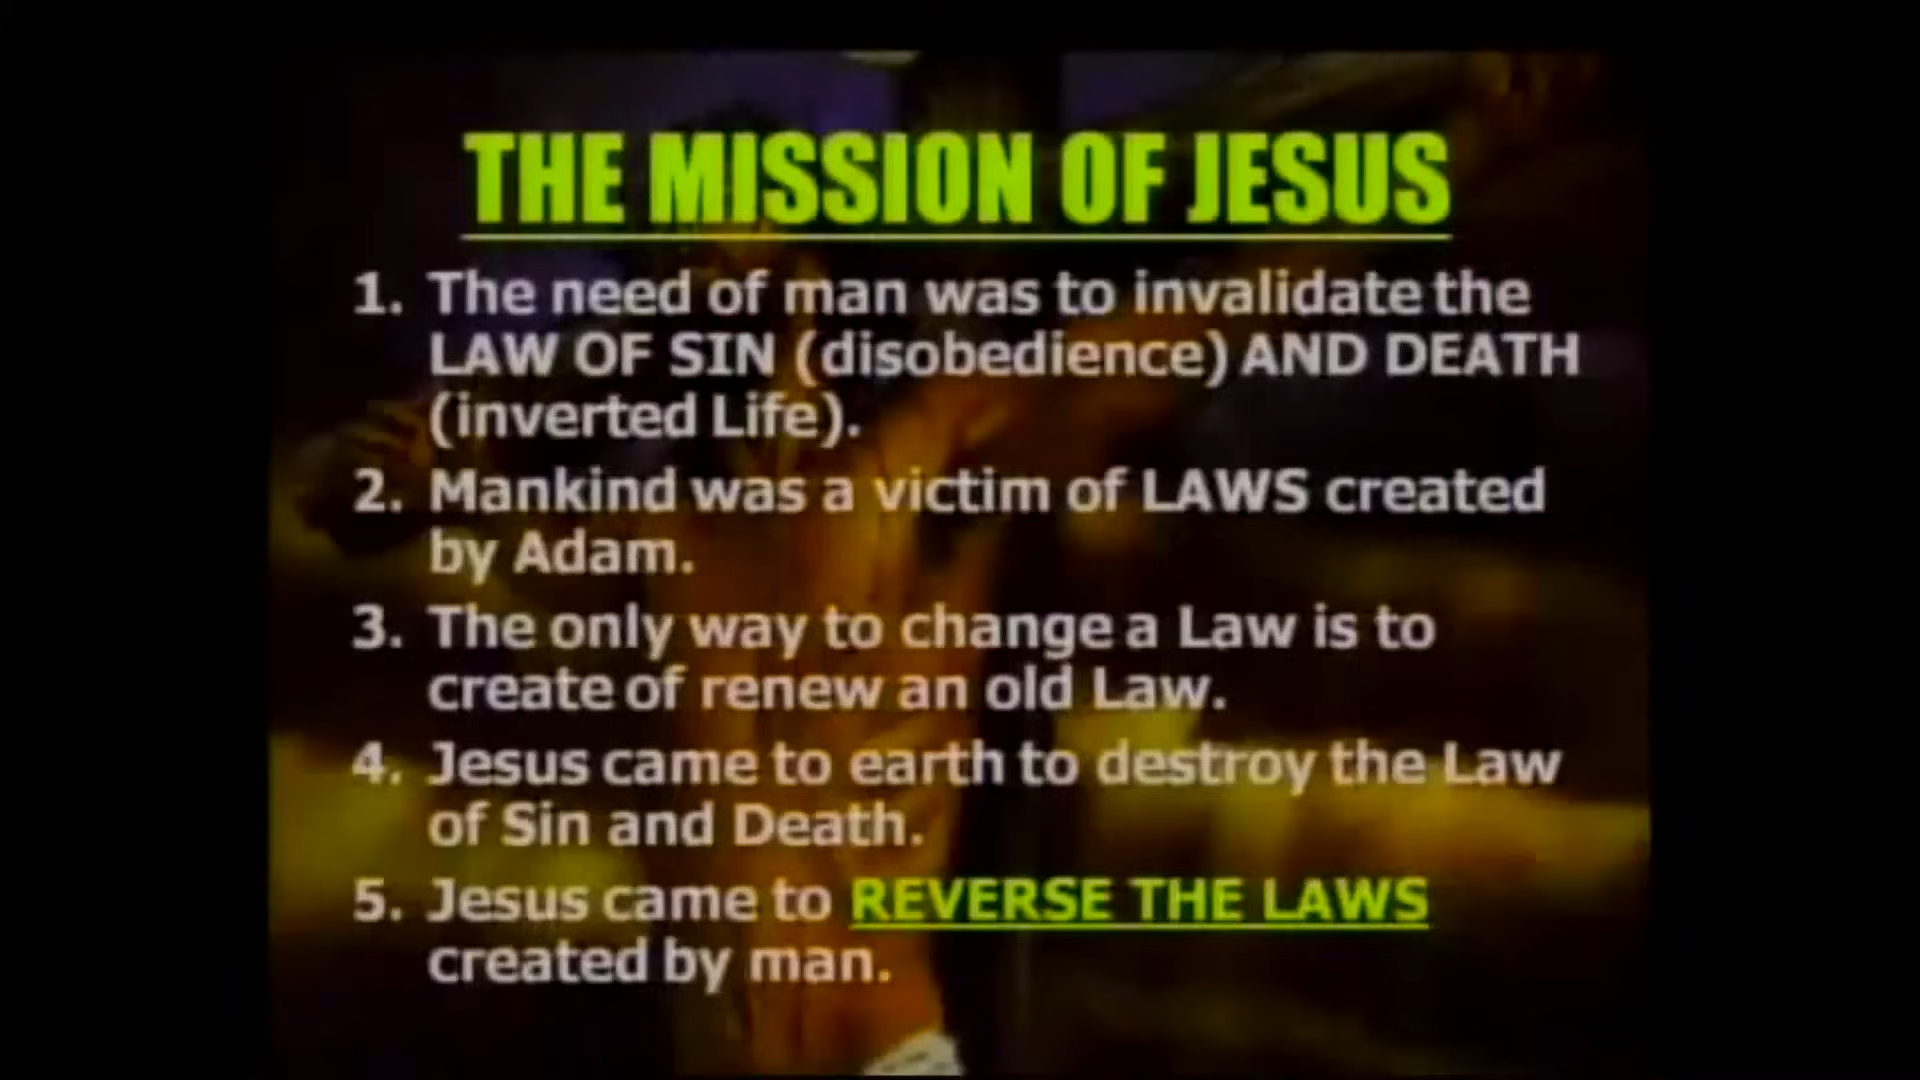 THE MISSION OF JESUS
1. The need of man was to invalidate the
LAW OF SIN (disobedience) AND DEATH
(inverted Life).
2. Mankind was a victim of LAWS created
by Adam.
3. The only way to change a Law is to
create of renew an old Law.
4. Jesus came to earth to destroy the Law
of Sin and Death.
5. Jesus came to REVERSE THE LAWS
created by man.